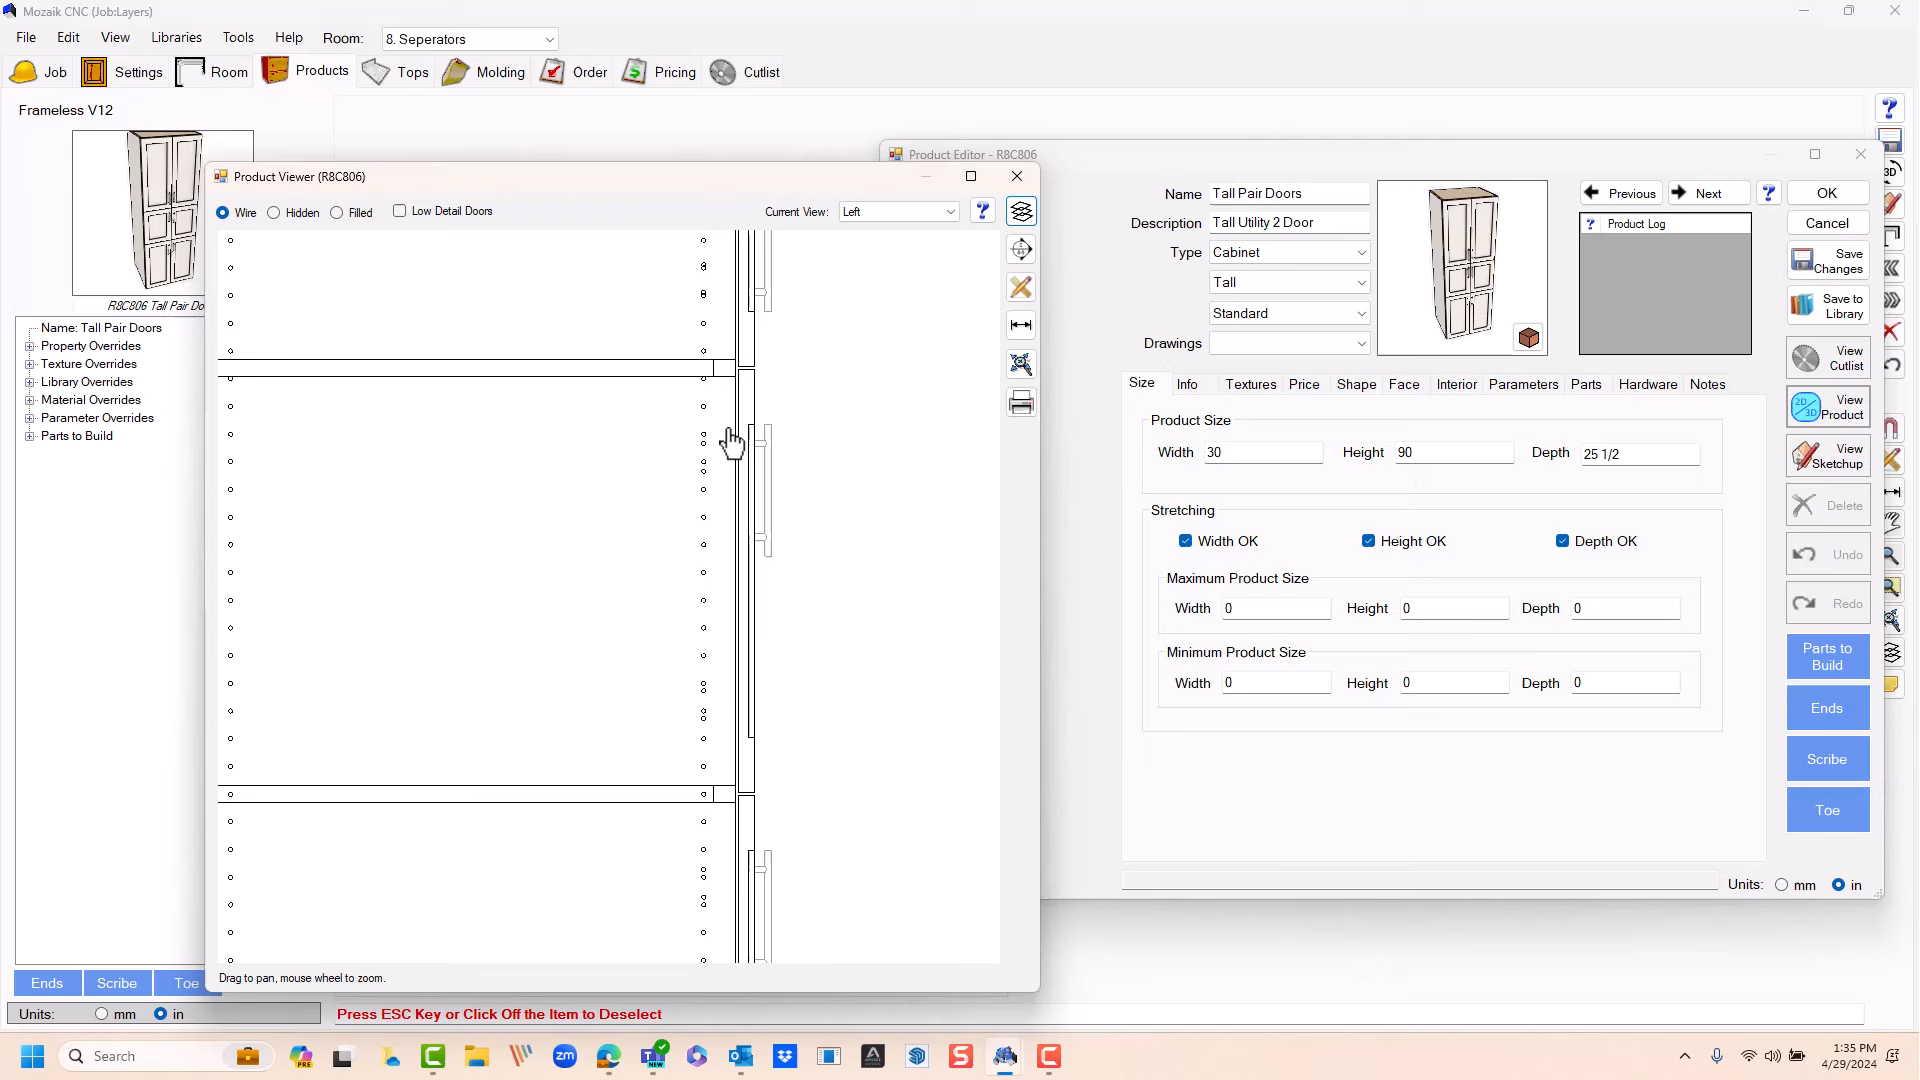 Mozaik CNC (Job:Layers)
File Edit View Libraries Tools Help Room: 8. Seperators
Job Settings Room Products Tops Molding Order Pricing Cutlist
Frameless V12
R8C806 Tall Pair Do
Name: Tall Pair Doors
Property Overrides
Texture Overrides
Library Overrides
Material Overrides
Parameter Overrides
Parts to Build
Ends Scribe Toe
Units: mm in
Product Viewer (R8C806)
Wire Hidden Filled Low Detail Doors Current View: Left ?
Drag to pan, mouse wheel to zoom.
Press ESC Key or Click Off the Item to Deselect
Product Editor - R8C806
Name Tall Pair Doors
Description Tall Utility 2 Door
Type Cabinet
Tall
Standard
Drawings
Previous Next ? OK
? Product Log
Cancel
Save Changes
Save to Library
View Cutlist
2D/3D View Product
View Sketchup
Delete
Undo
Redo
Parts to Build
Ends
Scribe
Toe
Size Info Textures Price Shape Face Interior Parameters Parts Hardware Notes
Product Size
Width 30 Height 90 Depth 25 1/2
Stretching
Width OK Height OK Depth OK
Maximum Product Size
Width 0 Height 0 Depth 0
Minimum Product Size
Width 0 Height 0 Depth 0
Units: mm in
?
3D
Search
PRE
zm
NEW
S
C
1:35 PM
4/29/2024